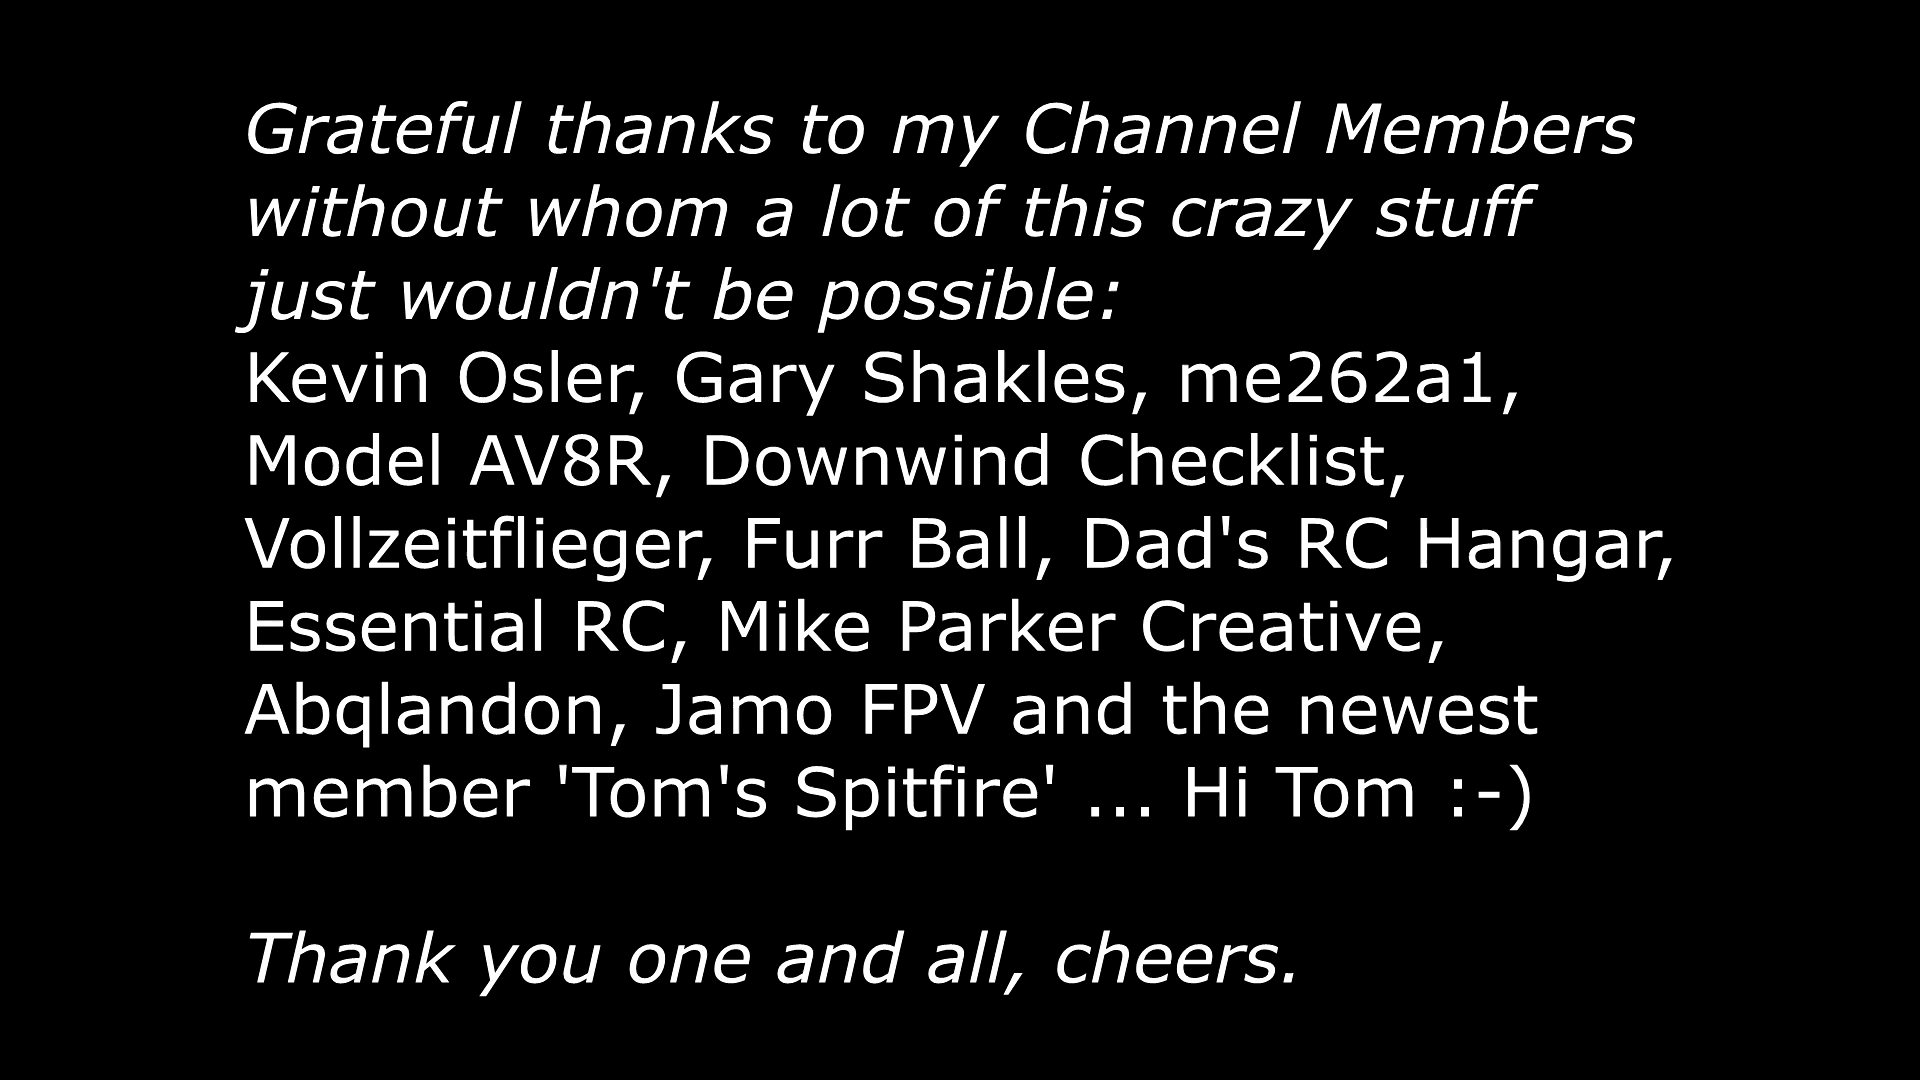 Grateful thanks to my Channel Members
without whom a lot of this crazy stuff
just wouldn't be possible:
Kevin Osler, Gary Shakles, me262a1,
Model AV8R, Downwind Checklist,
Vollzeitflieger, Furr Ball, Dad's RC Hangar,
Essential RC, Mike Parker Creative,
Abqlandon, Jamo FPV and the newest
member 'Tom's Spitfire' ... Hi Tom :-)
Thank you one and all, cheers.